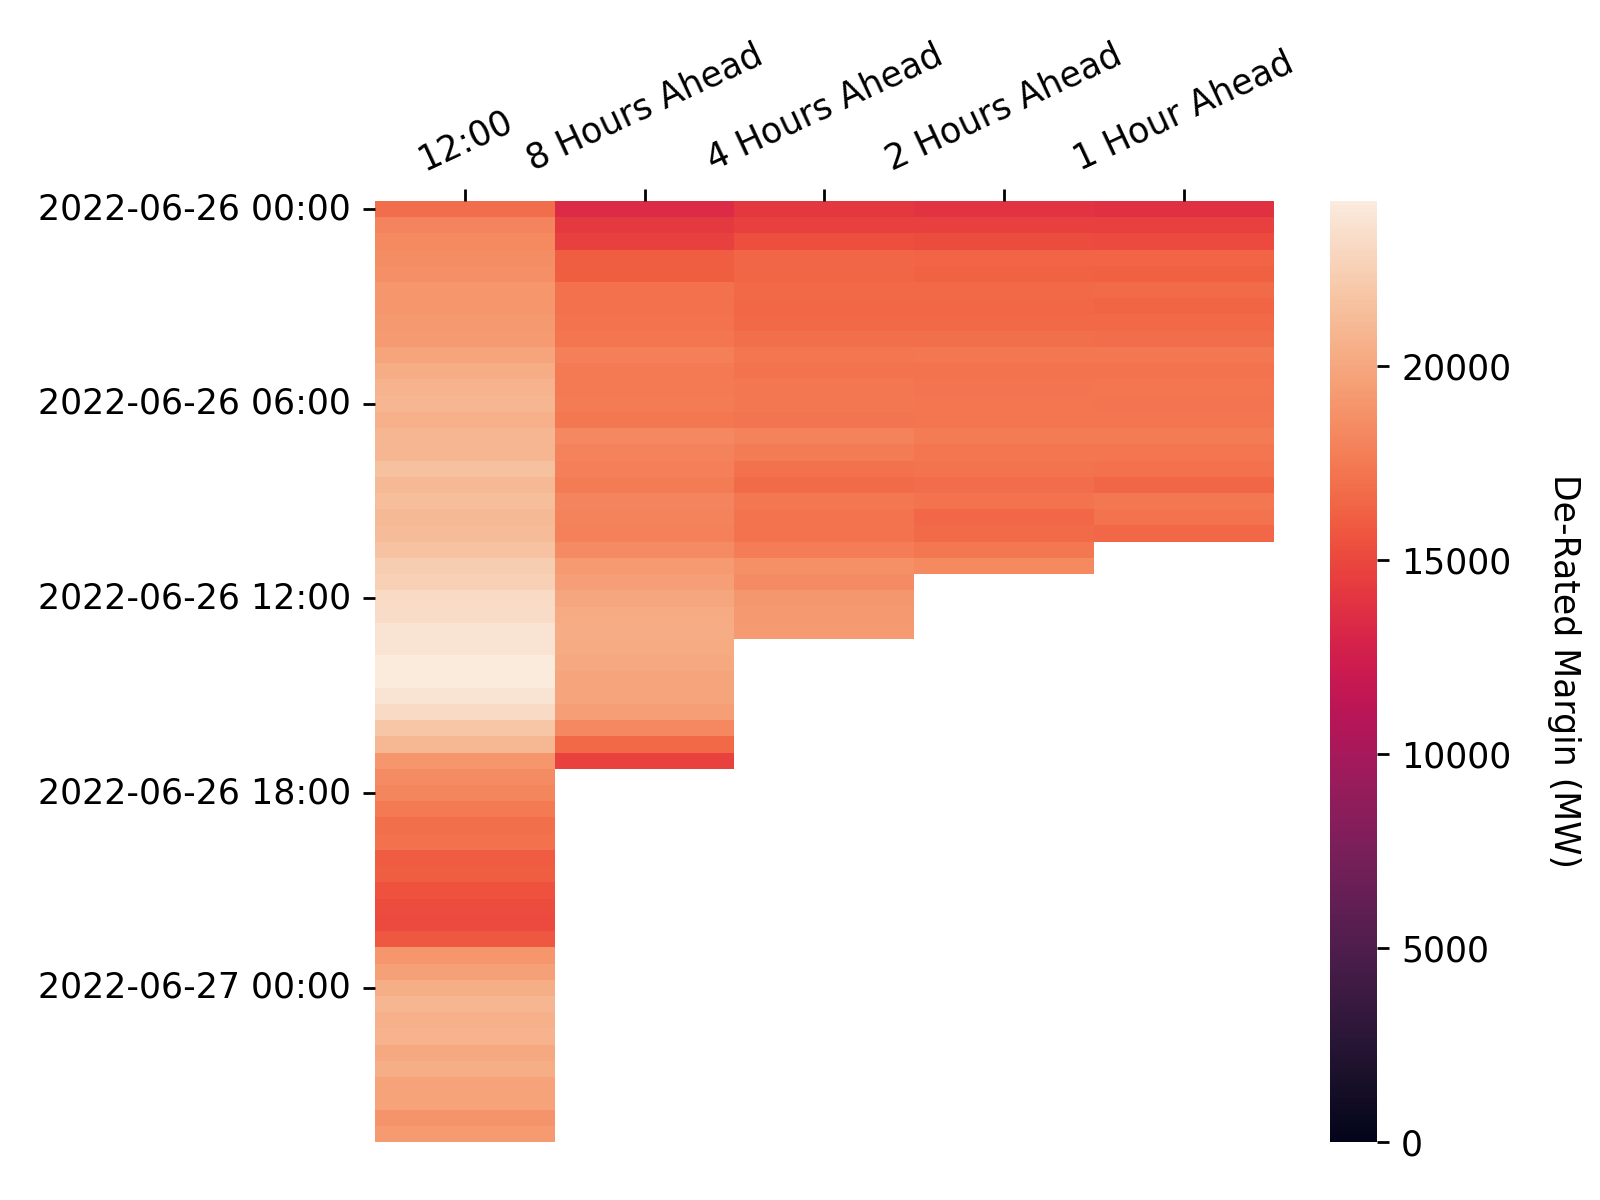 12:00
8 Hours Ahead
4 Hours Ahead
2 Hours Ahead
1 Hour Ahead
2022-06-26 00:00
2022-06-26 06:00
2022-06-26 12:00
2022-06-26 18:00
2022-06-27 00:00
20000
15000
10000
5000
0
De-Rated Margin (MW)